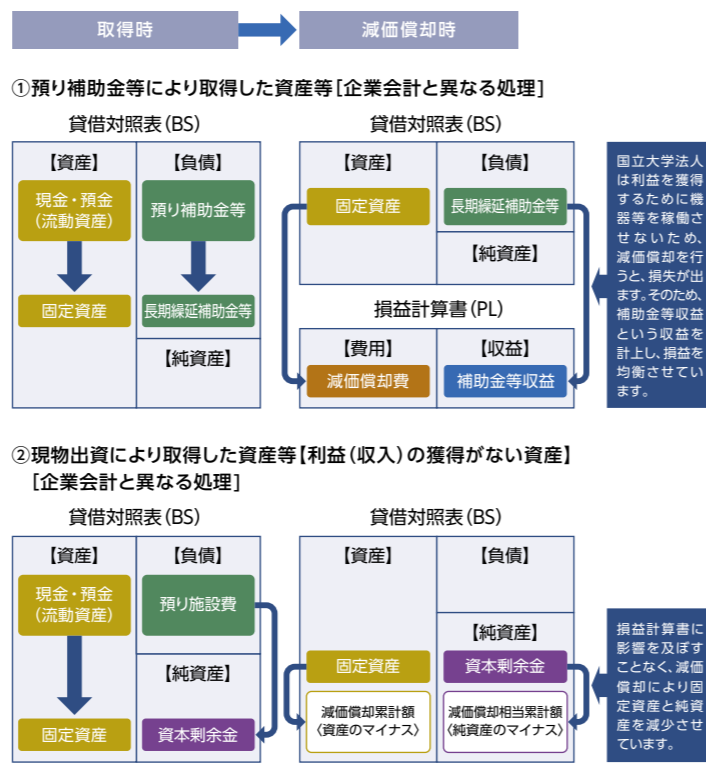 取得時
減価償却時
①預り補助金等により取得した資産等[企業会計と異なる処理]
貸借対照表(BS)
【資産】
【負債】
現金・預金
(流動資産)
預り補助金等
固定資産
長期繰延補助金等
【純資産】
貸借対照表(BS)
【資産】
【負債】
固定資産
長期繰延補助金等
【純資産】
損益計算書(PL)
【費用】
【収益】
減価償却費
補助金等収益
国立大学法人
は利益を獲得
するために機
器等を稼働さ
せないため、
減価償却を行
うと、損失が出
ます。そのため、
補助金等収益
という収益を
計上し、損益を
均衡させてい
ます。
②現物出資により取得した資産等【利益(収入)の獲得がない資産】
[企業会計と異なる処理]
貸借対照表(BS)
【資産】
【負債】
現金・預金
(流動資産)
預り施設費
【純資産】
固定資産
資本剰余金
貸借対照表(BS)
【資産】
【負債】
【純資産】
固定資産
資本剰余金
減価償却累計額
〈資産のマイナス〉
減価償却相当累計額
〈純資産のマイナス〉
損益計算書に
影響を及ぼす
ことなく、減価
償却により固
定資産と純資
産を減少させ
ています。